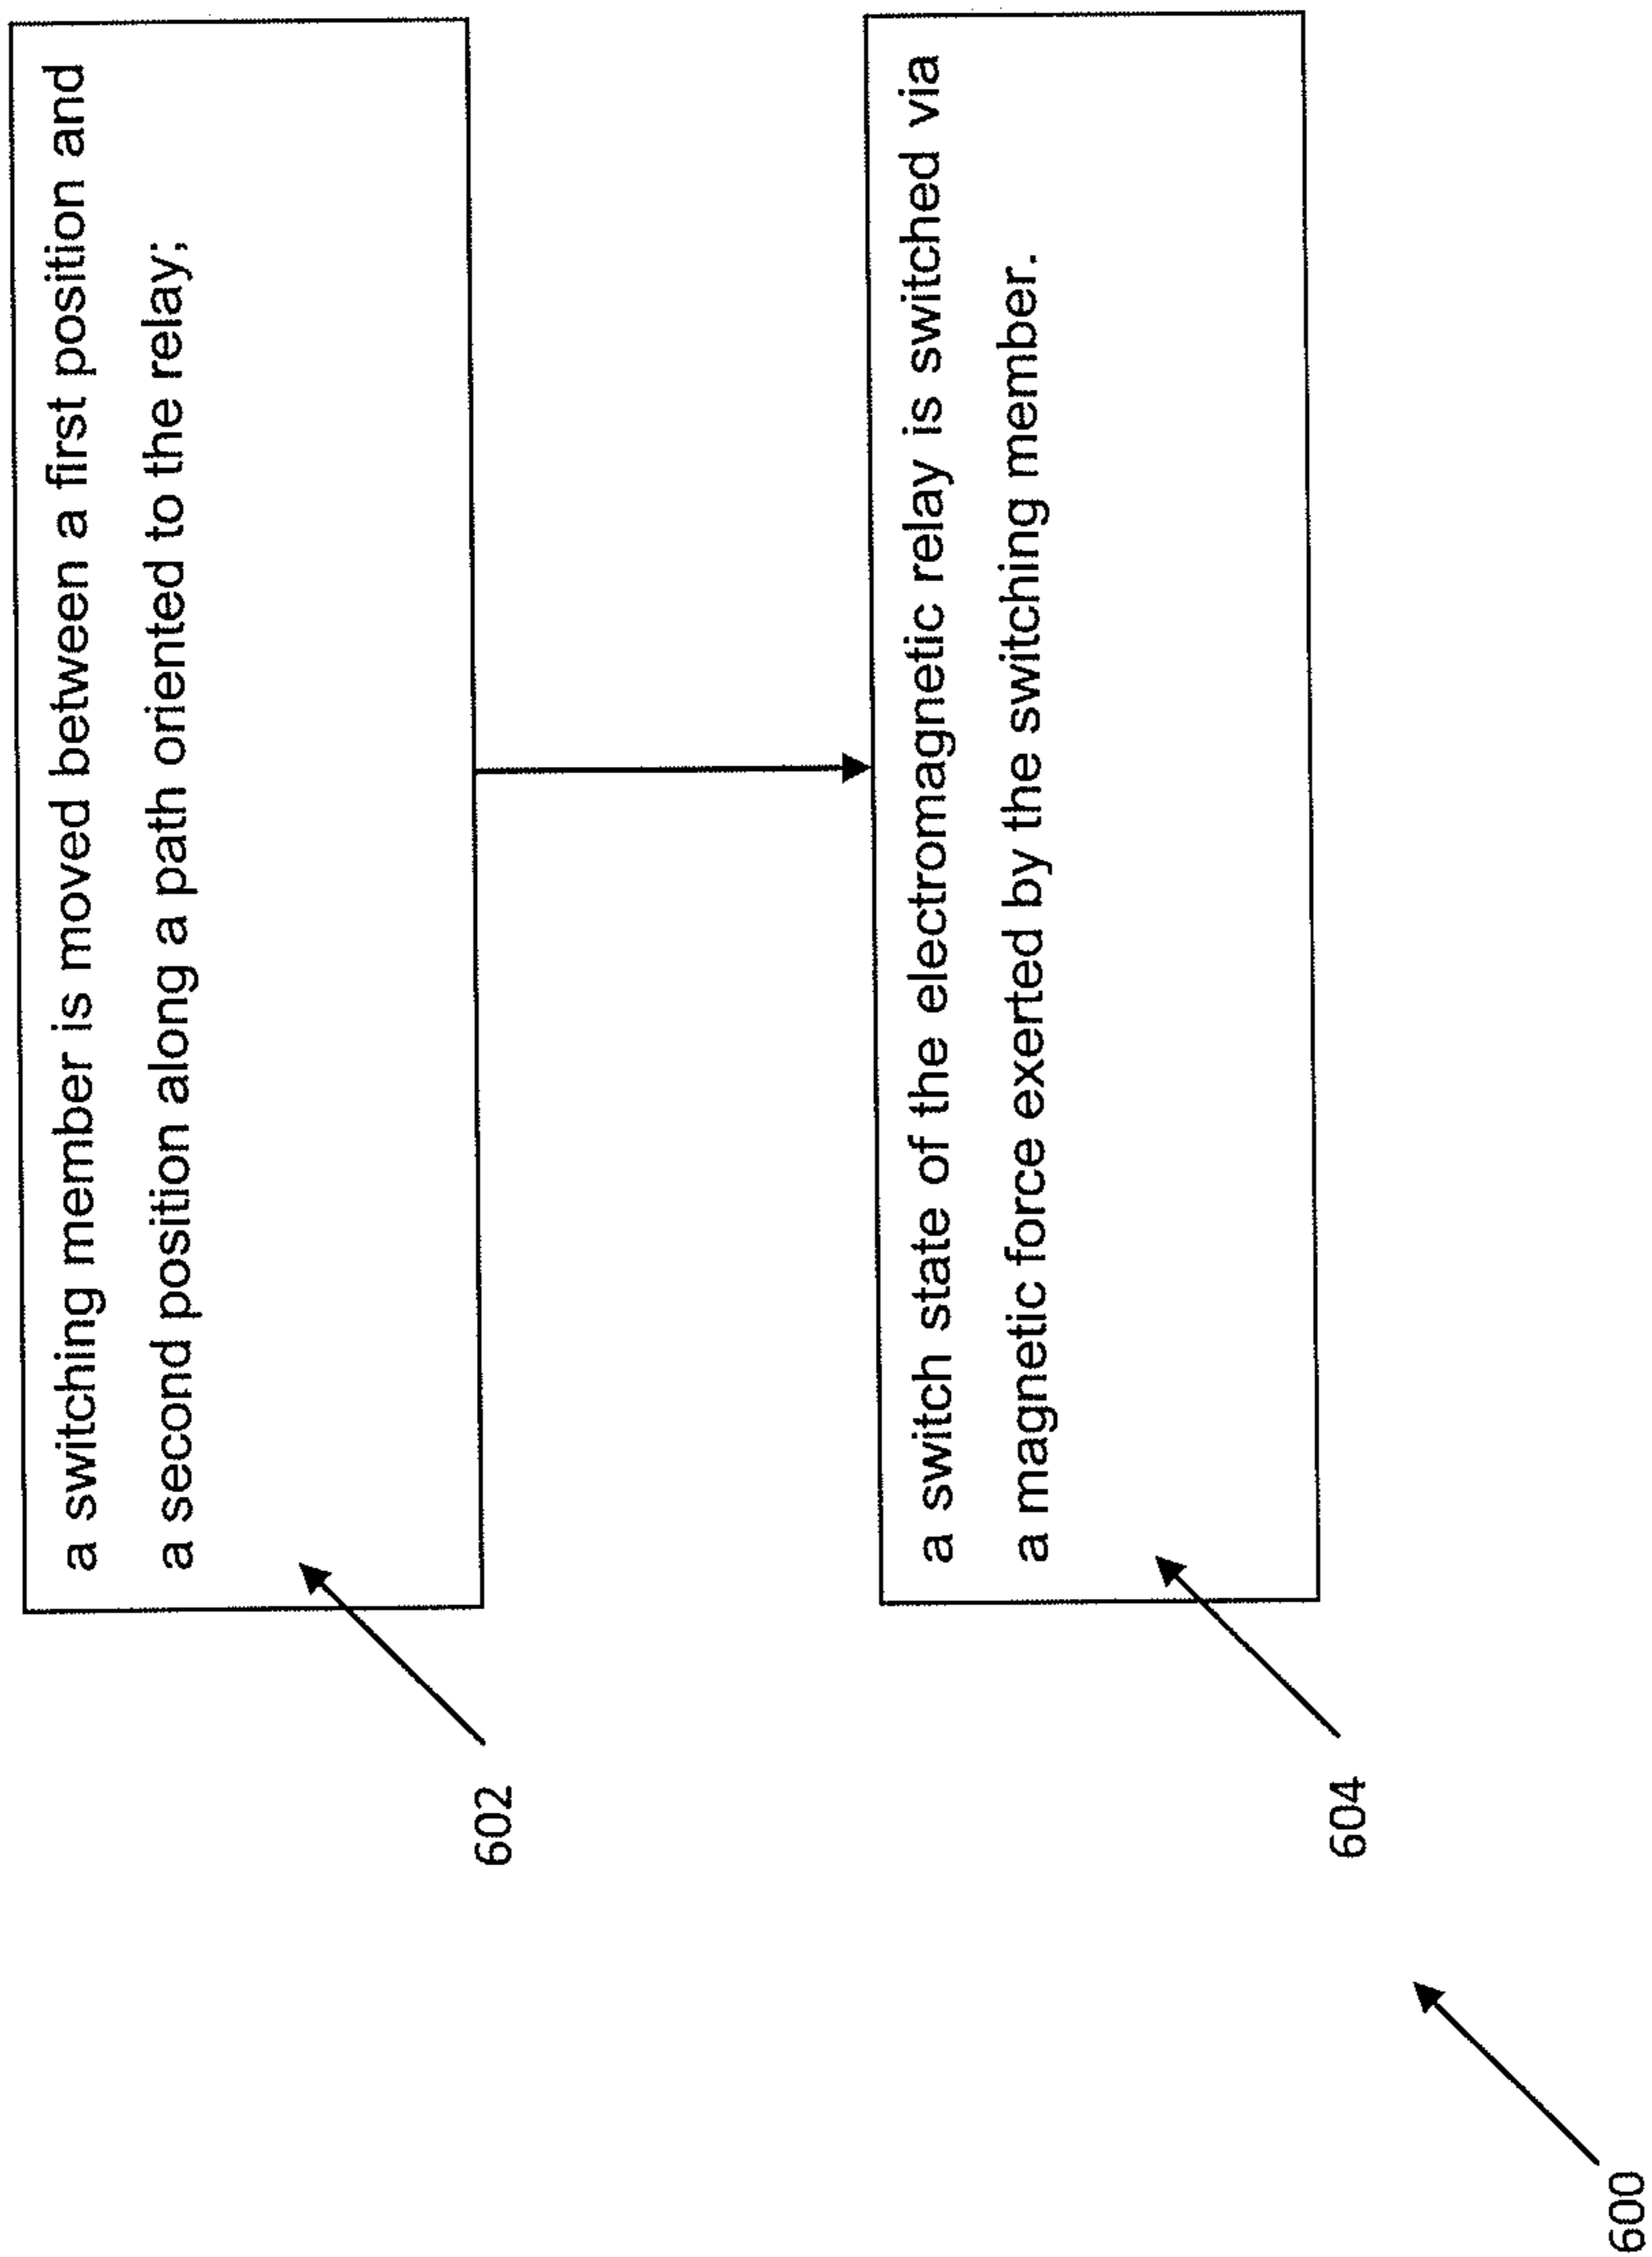 a switching member is moved between a first position and
a second position along a path oriented to the relay;
602
a switch state of the electromagnetic relay is switched via
a magnetic force exerted by the switching member.
604
600